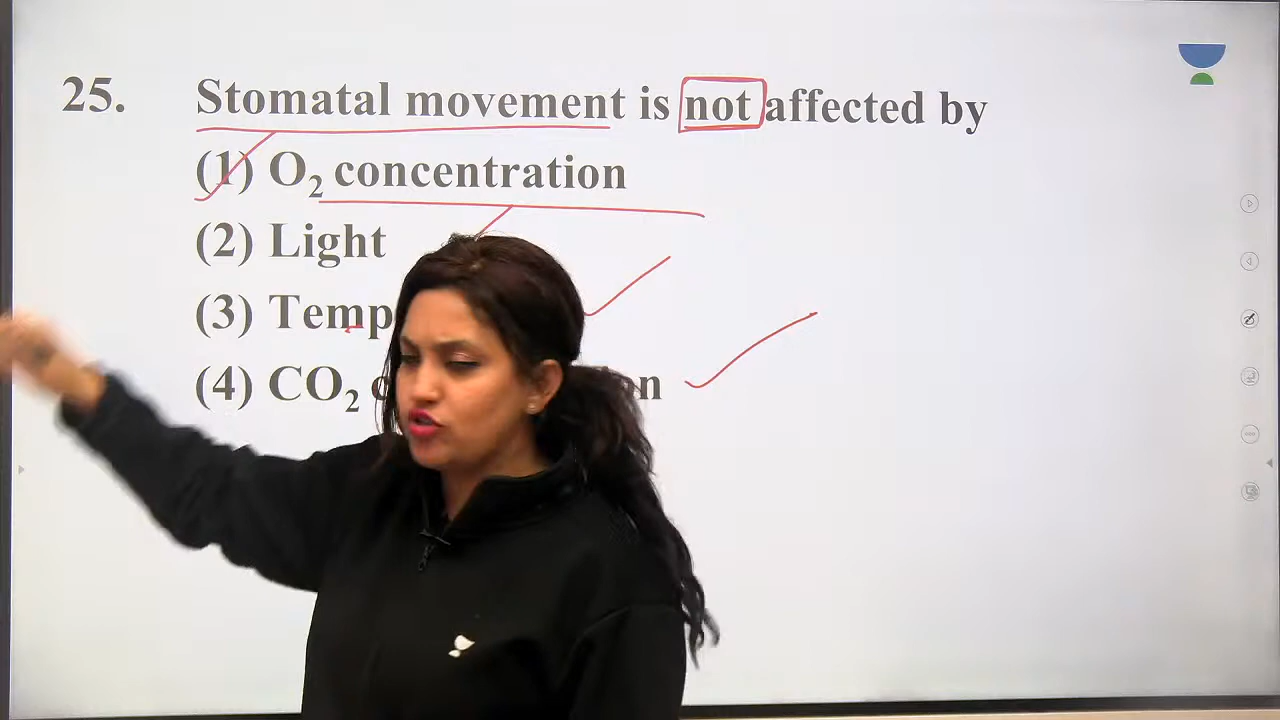 25. Stomatal movement is not affected by
(1) O₂ concentration
(2) Light
(3) Temp
(4) CO₂